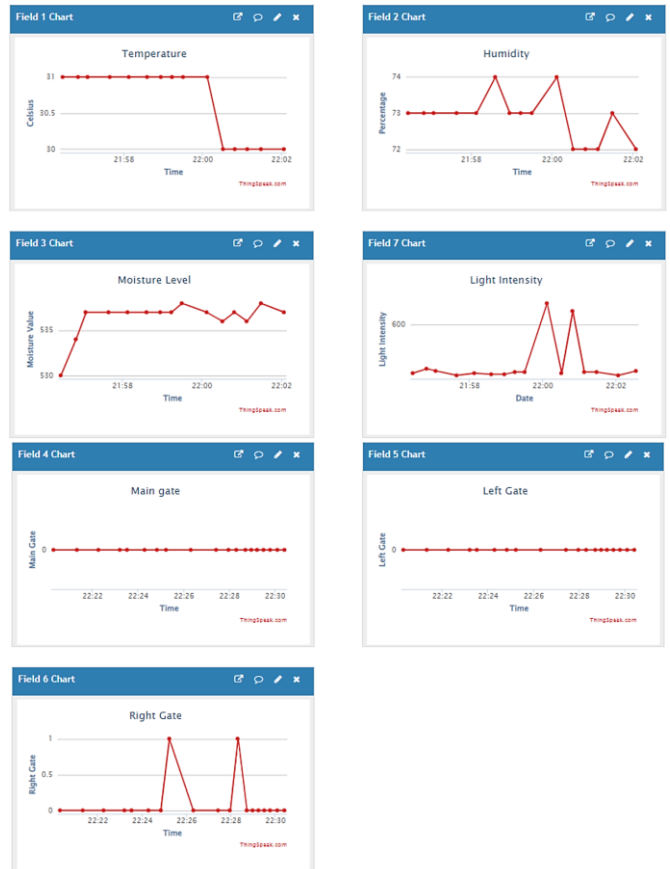 Field 1 Chart
Temperature
Celsius
31
30.5
30
21:58 22:00 22:02
Time
ThingSpeak.com
Field 2 Chart
Humidity
Percentage
74
73
72
21:58 22:00 22:02
Time
ThingSpeak.com
Field 3 Chart
Moisture Level
Moisture Value
535
530
21:58 22:00 22:02
Time
ThingSpeak.com
Field 7 Chart
Light Intensity
Light Intensity
600
21:58 22:00 22:02
Date
ThingSpeak.com
Field 4 Chart
Main gate
Main Gate
0
22:22 22:24 22:26 22:28 22:30
Time
ThingSpeak.com
Field 5 Chart
Left Gate
Left Gate
0
22:22 22:24 22:26 22:28 22:30
Time
ThingSpeak.com
Field 6 Chart
Right Gate
Right Gate
1
0.5
0
22:22 22:24 22:26 22:28 22:30
Time
ThingSpeak.com